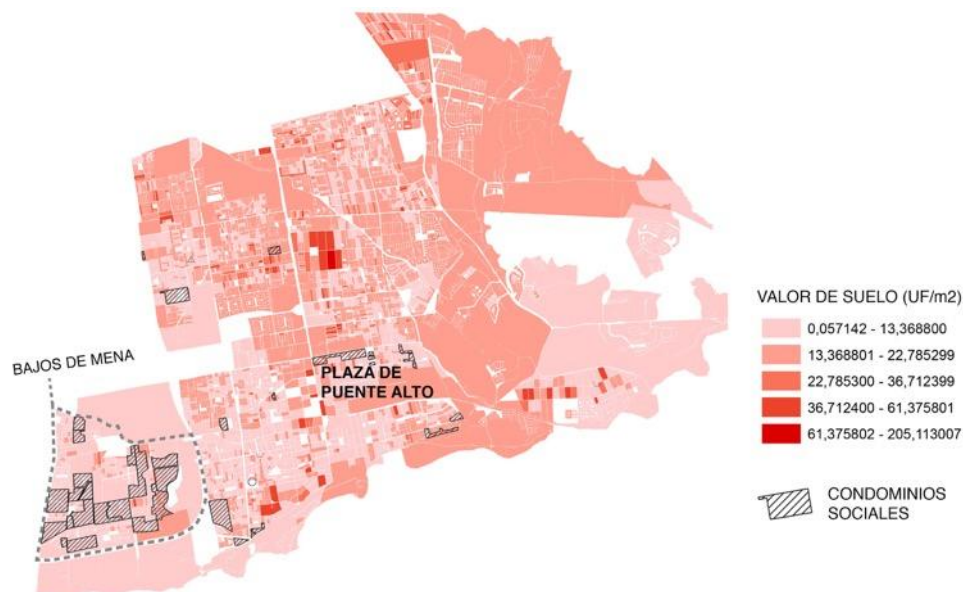 BAJOS DE MENA
PLAZA DE
PUENTE ALTO
VALOR DE SUELO (UF/m2)
0,057142 - 13,368800
13,368801 - 22,785299
22,785300 - 36,712399
36,712400 - 61,375801
61,375802 - 205,113007
CONDOMINIOS
SOCIALES